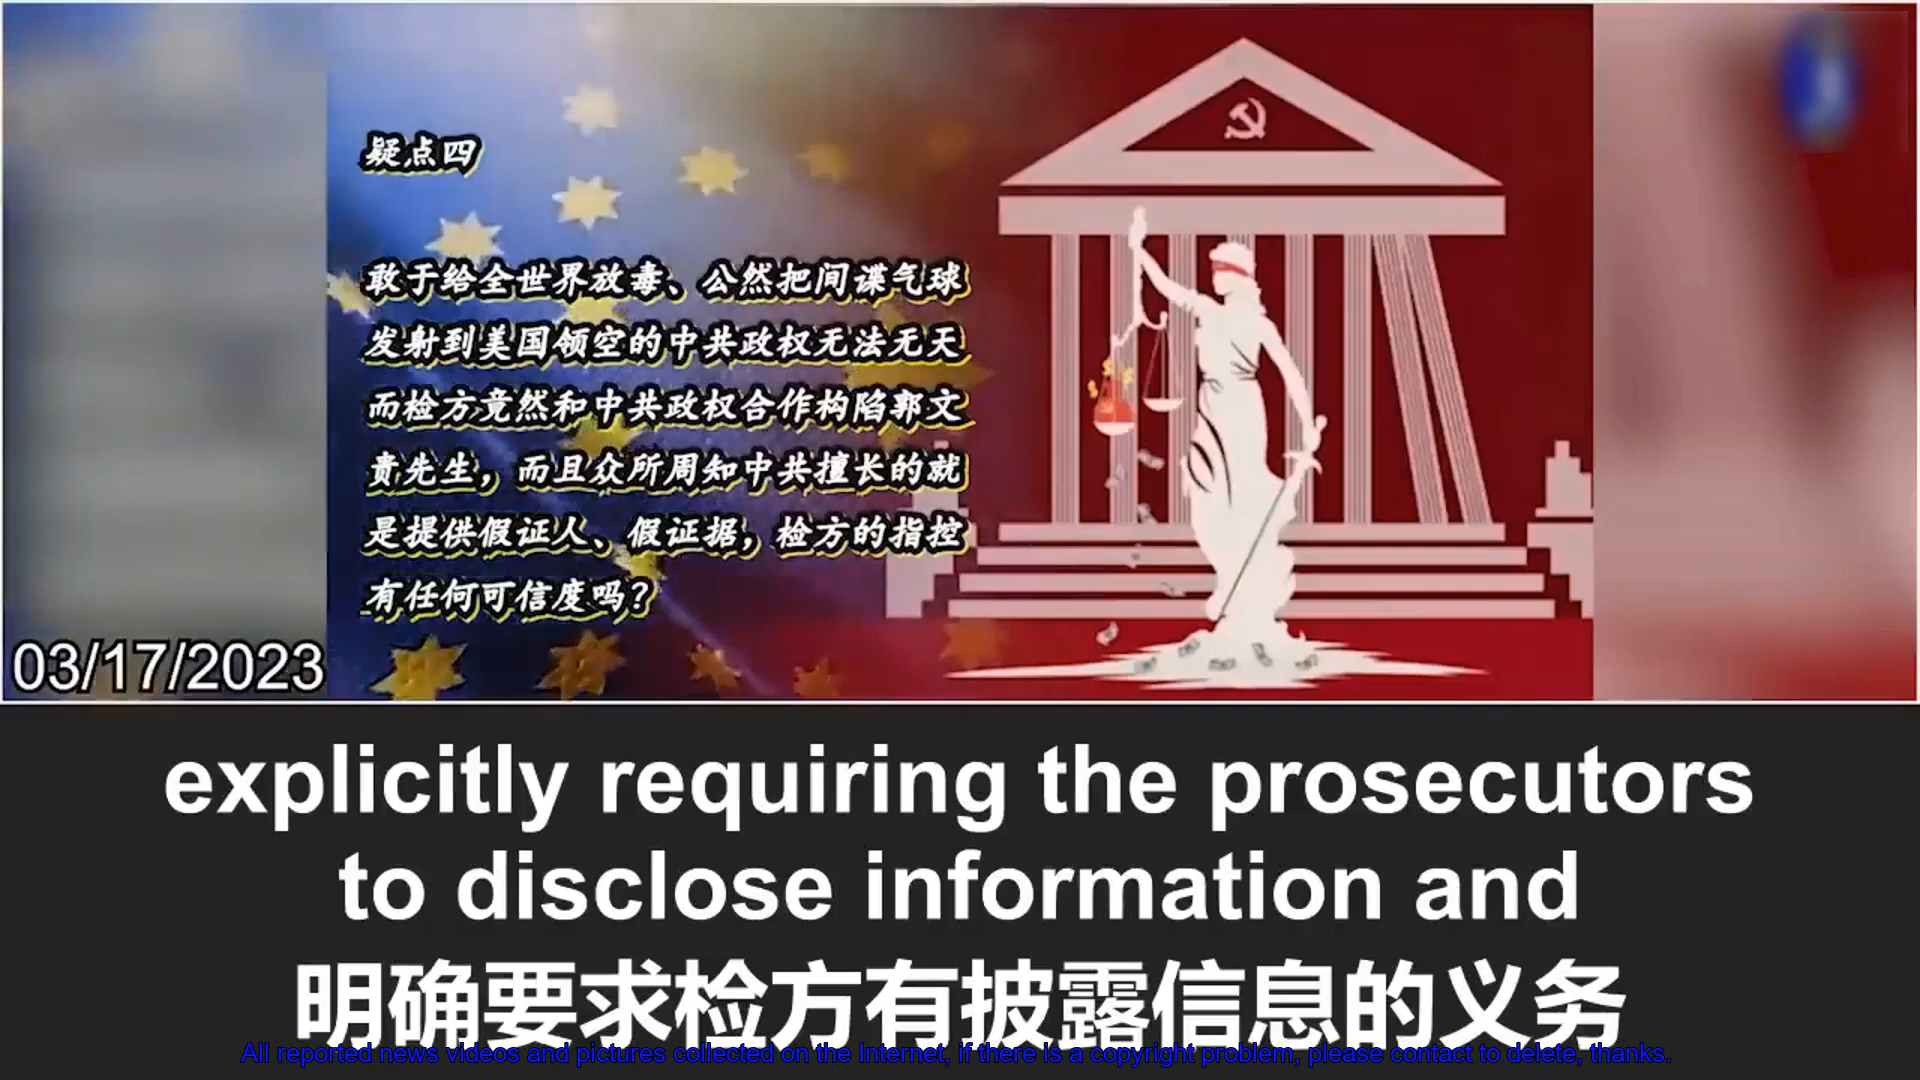 疑点四
敢于给全世界放毒、公然把间谍气球
发射到美国领空的中共政权无法无天
而检方竟然和中共政权合作构陷郭文
贵先生，而且众所周知中共擅长的就
是提供假证人、假证据，检方的指控
有任何可信度吗？
03/17/2023
explicitly requiring the prosecutors
to disclose information and
明确要求检方有披露信息的义务
All reported news videos and pictures collected on the Internet, if there is a copyright problem, please contact to delete, thanks.